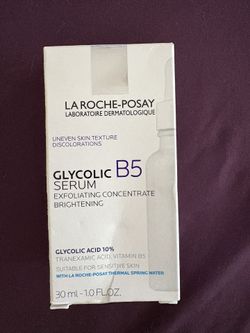 LA ROCHE-POSAY
LABORATOIRE DERMATOLOGIQUE
UNEVEN SKIN TEXTURE
DISCOLORATIONS
GLYCOLIC B5
SERUM
EXFOLIATING CONCENTRATE
BRIGHTENING
GLYCOLIC ACID 10%
TRANEXAMIC ACID, VITAMIN B5
SUITABLE FOR SENSITIVE SKIN
WITH LA ROCHE-POSAY THERMAL SPRING WATER
30 ml - 1.0 FL.OZ.